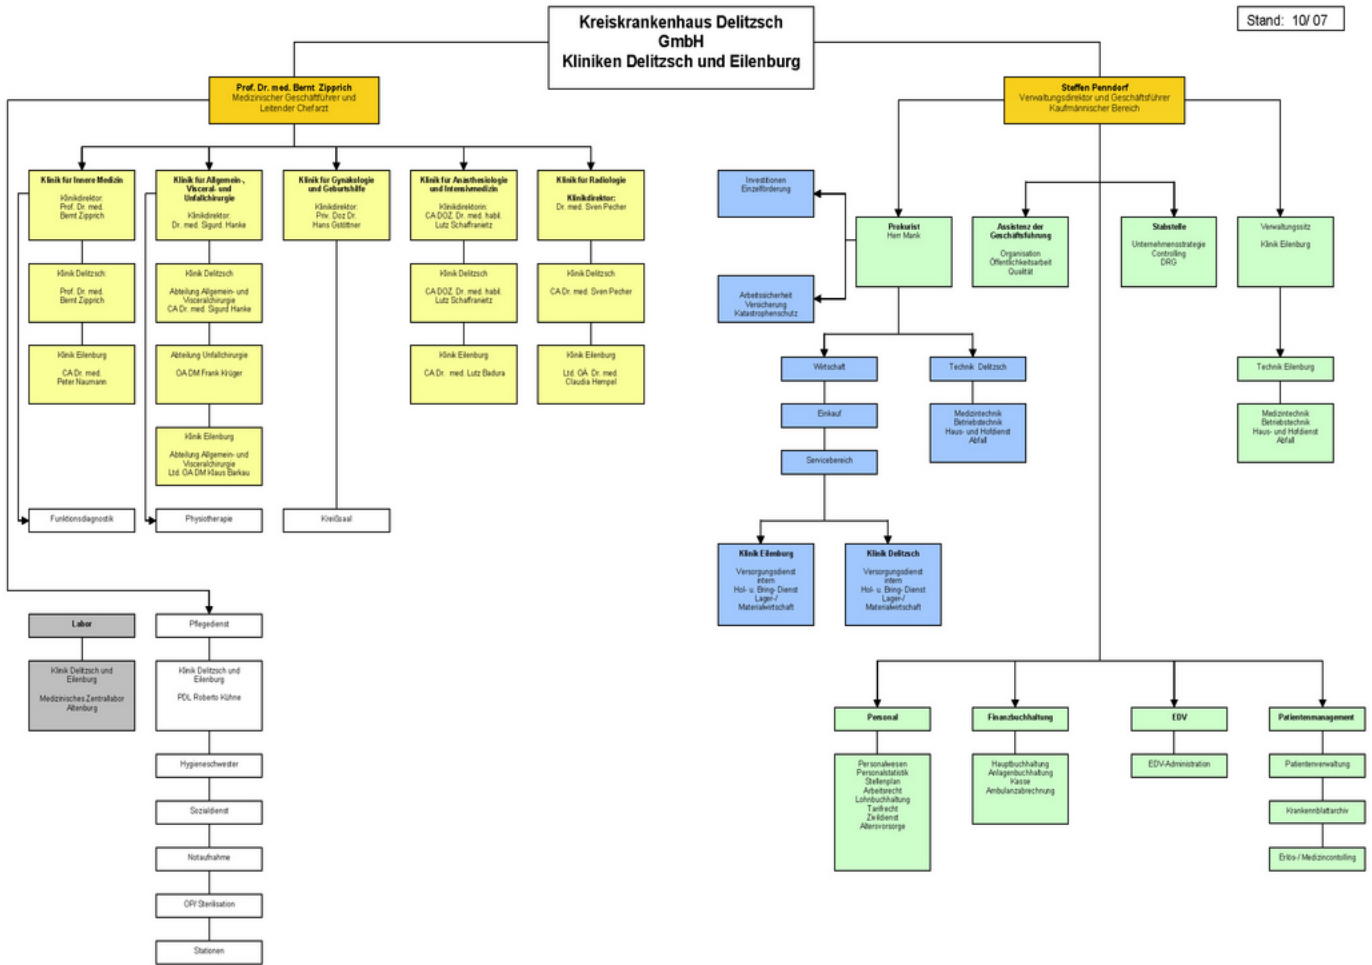 Kreiskrankenhaus Delitzsch
GmbH
Kliniken Delitzsch und Eilenburg
Stand: 10/ 07
Prof. Dr. med. Bernt Zipprich
Medizinischer Geschäftführer und
Leitender Chefarzt
Steffen Penndorf
Verwaltungsdirektor und Geschäftsführer
Kaufmännischer Bereich
Klinik für Innere Medizin
Klinikdirektor:
Prof. Dr. med.
Bernt Zipprich
Klinik für Allgemein-,
Visceral- und
Unfallchirurgie
Klinikdirektor:
Dr. med. Sigurd. Hanke
Klinik für Gynäkologie
und Geburtshilfe
Klinikdirektor:
Priv. Doz Dr.
Hans Gstöttner
Klinik für Anästhesiologie
und Intensivmedizin
Klinikdirektorin:
CA DOZ. Dr. med. habil.
Lutz Schaffranietz
Klinik für Radiologie
Klinikdirektor:
Dr. med. Sven Pecher
Klinik Delitzsch:
Prof. Dr. med.
Bernt Zipprich
Klinik Delitzsch
Abteilung Allgemein- und
Visceralchirurgie
CA Dr. med. Sigurd Hanke
Klinik Delitzsch
CA DOZ. Dr. med. habil.
Lutz Schaffranietz
Klinik Delitzsch
CA Dr. med. Sven Pecher
Klinik Eilenburg
CA Dr. med.
Peter Naumann
Abteilung Unfallchirurgie
OA DM Frank Krüger
Klinik Eilenburg
CA Dr. med. Lutz Badura
Klinik Eilenburg
Ltd. OÄ Dr. med.
Claudia Hempel
Klinik Eilenburg
Abteilung Allgemein- und
Visceralchirurgie
Ltd. OA DM Klaus Barkau
Funktionsdiagnostik
Physiotherapie
Kreißsaal
Labor
Klinik Delitzsch und
Eilenburg
Medizinisches Zentrallabor
Altenburg
Pflegedienst
Klinik Delitzsch und
Eilenburg
PDL Roberto Kühne
Hygieneschwester
Sozialdienst
Notaufnahme
OP/ Sterilisation
Stationen
Investitionen
Einzelförderung
Arbeitssicherheit
Versicherung
Katastrophenschutz
Prokurist
Herr Mank
Assistenz der
Geschäftsführung
Organisation
Öffentlichkeitsarbeit
Qualität
Stabstelle
Unternehmensstrategie
Controlling
DRG
Verwaltungssitz
Klinik Eilenburg
Wirtschaft
Technik Delitzsch
Technik Eilenburg
Einkauf
Medizintechnik
Betriebstechnik
Haus- und Hofdienst
Abfall
Medizintechnik
Betriebstechnik
Haus- und Hofdienst
Abfall
Servicebereich
Klinik Eilenburg
Versorgungsdienst
intern
Hol- u. Bring- Dienst
Lager-/
Materialwirtschaft
Klinik Delitzsch
Versorgungsdienst
intern
Hol- u. Bring- Dienst
Lager-/
Materialwirtschaft
Personal
Personalwesen
Personalstatistik
Stellenplan
Arbeitsrecht
Lohnbuchhaltung
Tarifrecht
Zivildienst
Altersvorsorge
Finanzbuchhaltung
Hauptbuchhaltung
Anlagenbuchhaltung
Kasse
Ambulanzabrechnung
EDV
EDV-Administration
Patientenmanagement
Patientenverwaltung
Krankennblattarchiv
Erlös-/ Medizincontolling